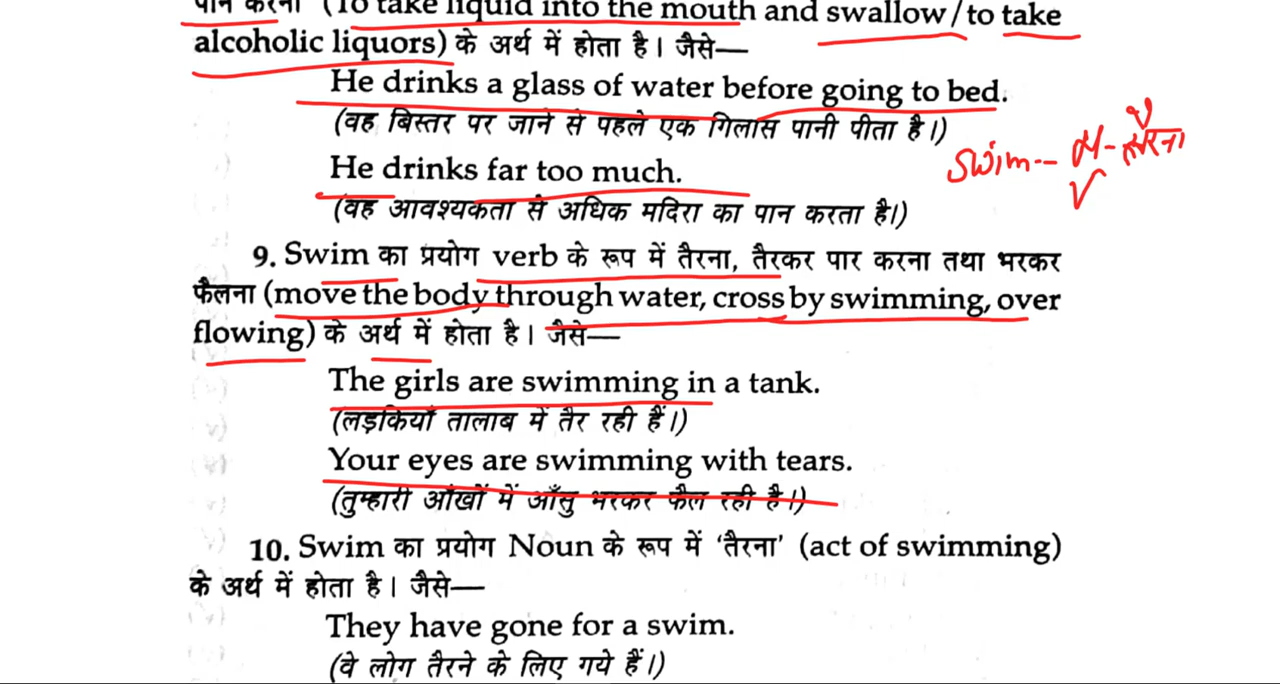 पान करना (To take liquid into the mouth and swallow/to take
alcoholic liquors) के अर्थ में होता है। जैसे—
He drinks a glass of water before going to bed.
(वह बिस्तर पर जाने से पहले एक गिलास पानी पीता है।)
Swim--
तैरना
He drinks far too much.
(वह आवश्यकता से अधिक मदिरा का पान करता है।)
9. Swim का प्रयोग verb के रूप में तैरना, तैरकर पार करना तथा भरकर
फैलना (move the body through water, cross by swimming, over
flowing) के अर्थ में होता है। जैसे—
The girls are swimming in a tank.
(लड़कियाँ तालाब में तैर रही हैं।)
Your eyes are swimming with tears.
(तुम्हारी आँखों में आँसु भरकर फैल रही है।)
10. Swim का प्रयोग Noun के रूप में 'तैरना' (act of swimming)
के अर्थ में होता है। जैसे—
They have gone for a swim.
(वे लोग तैरने के लिए गये हैं।)